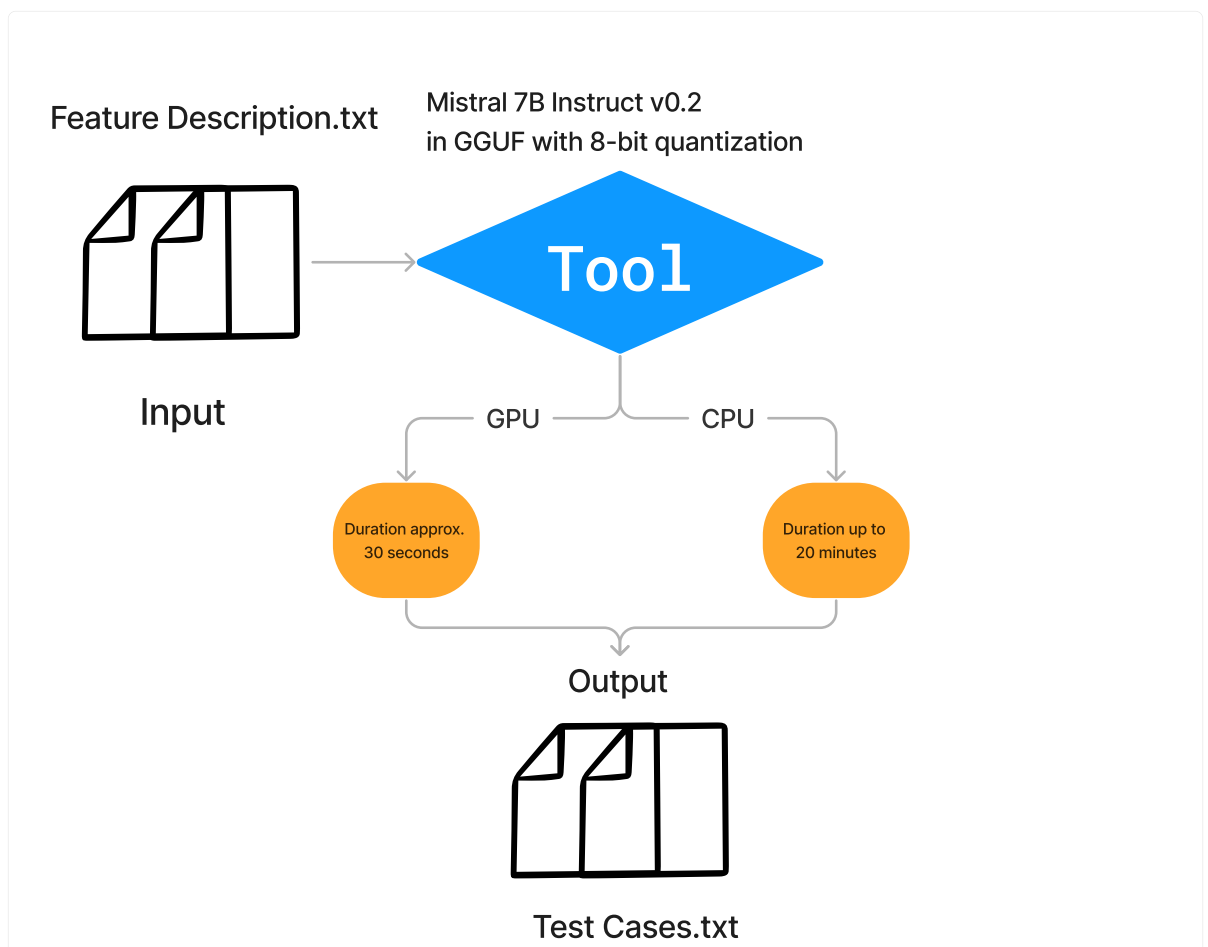 Feature Description.txt
Mistral 7B Instruct v0.2
in GGUF with 8-bit quantization
Tool
Input
GPU
CPU
Duration approx.
30 seconds
Duration up to
20 minutes
Output
Test Cases.txt